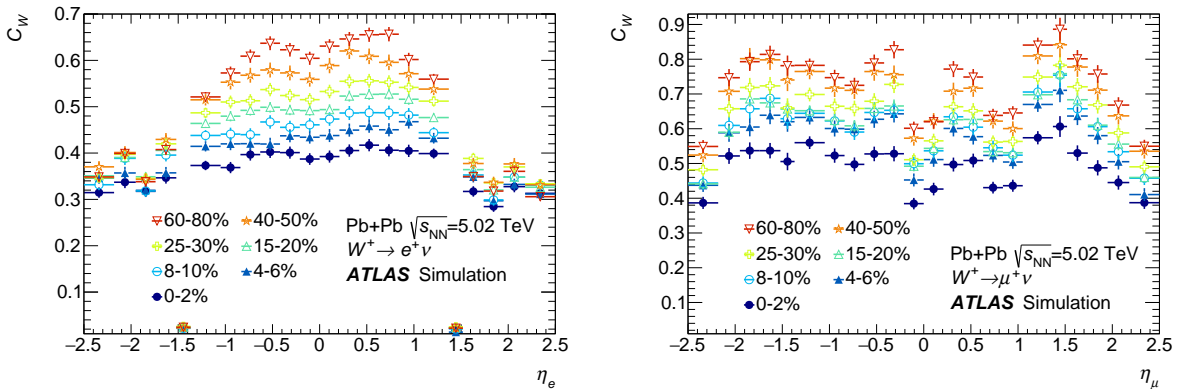 C_W
0.7
0.6
0.5
0.4
0.3
0.2
0.1
60-80% 40-50%
25-30% 15-20%
8-10% 4-6%
0-2%
Pb+Pb √s_NN=5.02 TeV
W⁺→ e⁺ν
ATLAS Simulation
−2.5 −2 −1.5 −1 −0.5 0 0.5 1 1.5 2 2.5
η_e
C_W
0.9
0.8
0.7
0.6
0.5
0.4
0.3
0.2
0.1
0
60-80% 40-50%
25-30% 15-20%
8-10% 4-6%
0-2%
Pb+Pb √s_NN=5.02 TeV
W⁺→μ⁺ν
ATLAS Simulation
−2.5 −2 −1.5 −1 −0.5 0 0.5 1 1.5 2 2.5
η_μ